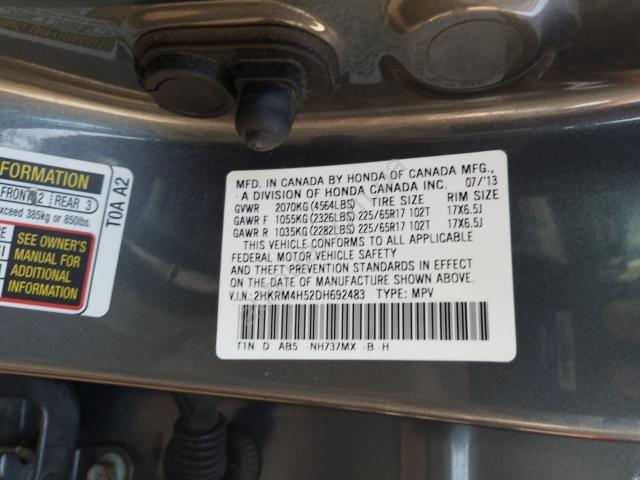 FORMATION
FRONT 2 REAR 3
exceed 385kg or 850lbs.
SEE OWNER'S
MANUAL FOR
ADDITIONAL
INFORMATION
T0A A2
MFD. IN CANADA BY HONDA OF CANADA MFG.,
A DIVISION OF HONDA CANADA INC. 07/13
GVWR 2070KG (4564LBS) TIRE SIZE RIM SIZE
GAWR F 1055KG (2326LBS) 225/65R17 102T 17X6.5J
GAWR R 1035KG (2282LBS) 225/65R17 102T 17X6.5J
THIS VEHICLE CONFORMS TO ALL APPLICABLE
FEDERAL MOTOR VEHICLE SAFETY
AND THEFT PREVENTION STANDARDS IN EFFECT
ON THE DATE OF MANUFACTURE SHOWN ABOVE.
V.I.N.: 2HKRM4H52DH692483 TYPE: MPV
T1N D AB5 -NH737MX -B -H